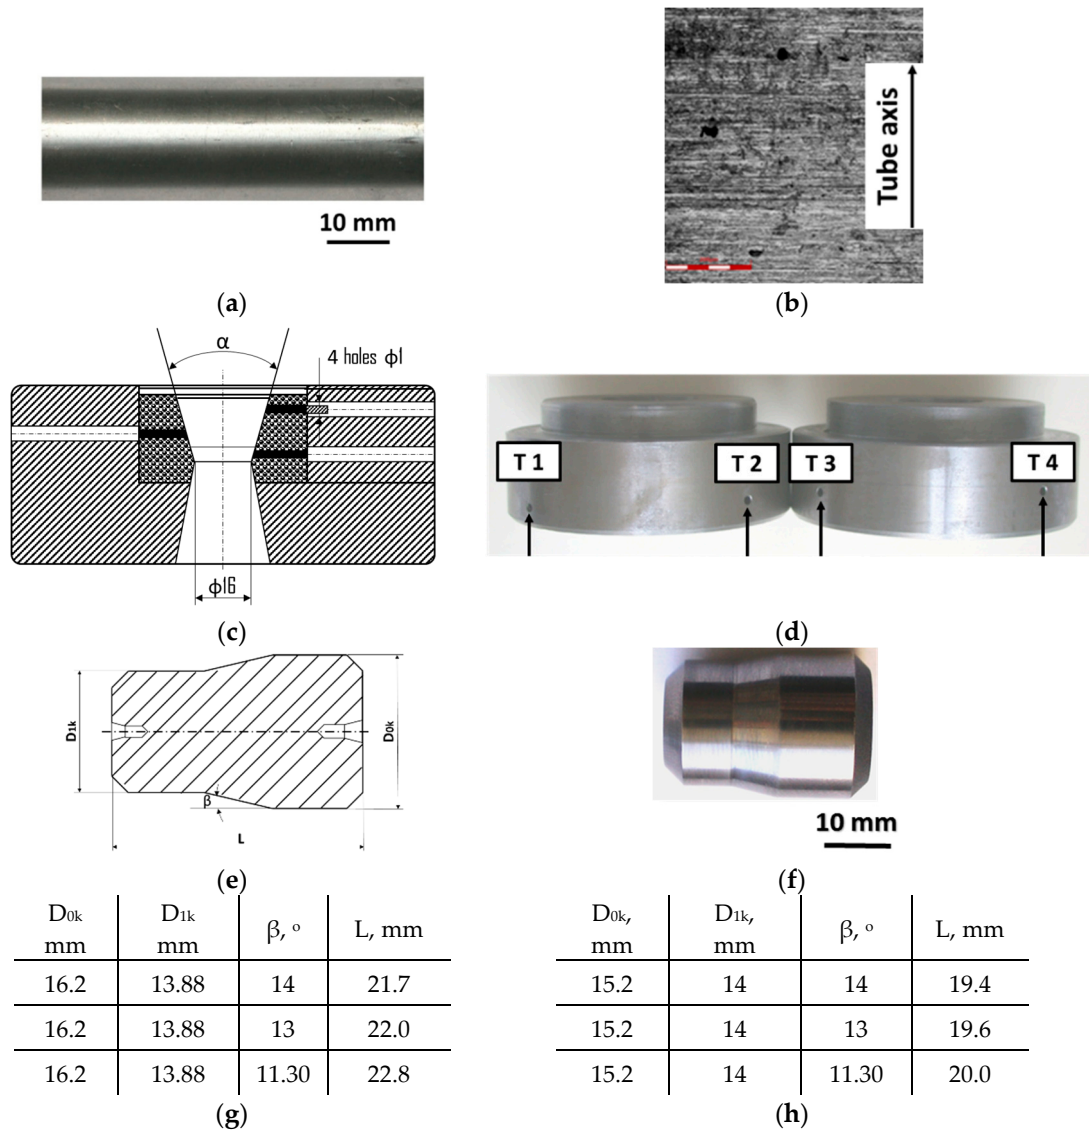 10 mm
(a)
Tube axis
(b)
α
4 holes ϕ1
ϕ16
(c)
T 1
T 2
T 3
T 4
(d)
D1k
D0k
β
L
(e)
10 mm
(f)
D0k
mm
D1k
mm
β, º
L, mm
16.2 13.88 14 21.7
16.2 13.88 13 22.0
16.2 13.88 11.30 22.8
(g)
D0k,
mm
D1k,
mm
β, º
L, mm
15.2 14 14 19.4
15.2 14 13 19.6
15.2 14 11.30 20.0
(h)